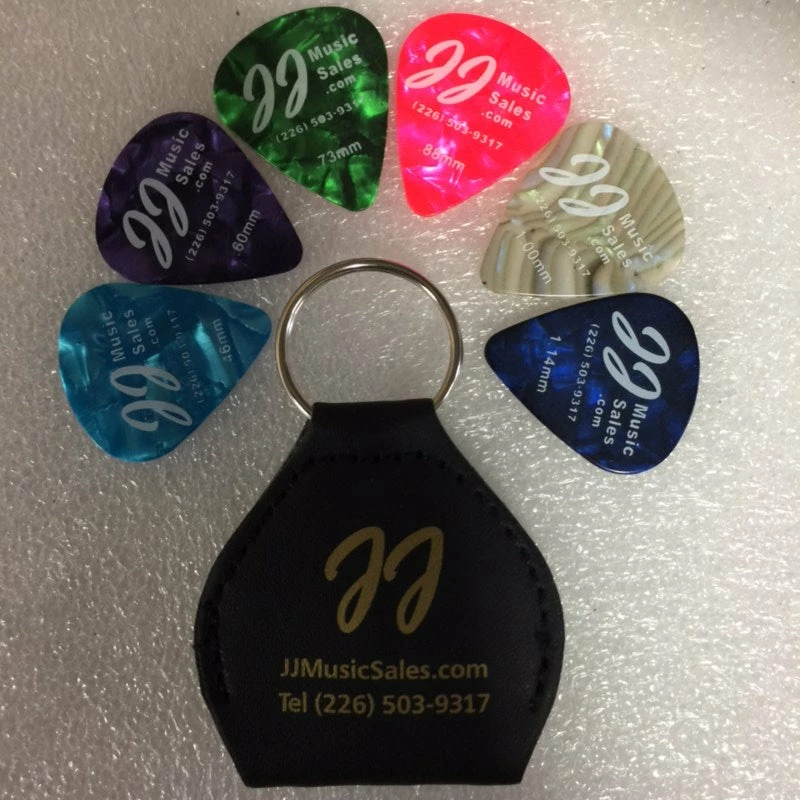 JJ Music
Sales
.com
(226) 503-9317
.46mm
JJ Music
Sales
.com
(226) 503-9317
.60mm
JJ Music
Sales
.com
(226) 503-9317
.73mm
JJ Music
Sales
.com
(226) 503-9317
.88mm
JJ Music
Sales
.com
(226) 503-9317
1.00mm
JJ Music
Sales
.com
(226) 503-9317
1.14mm
JJ
JJMusicSales.com
Tel (226) 503-9317